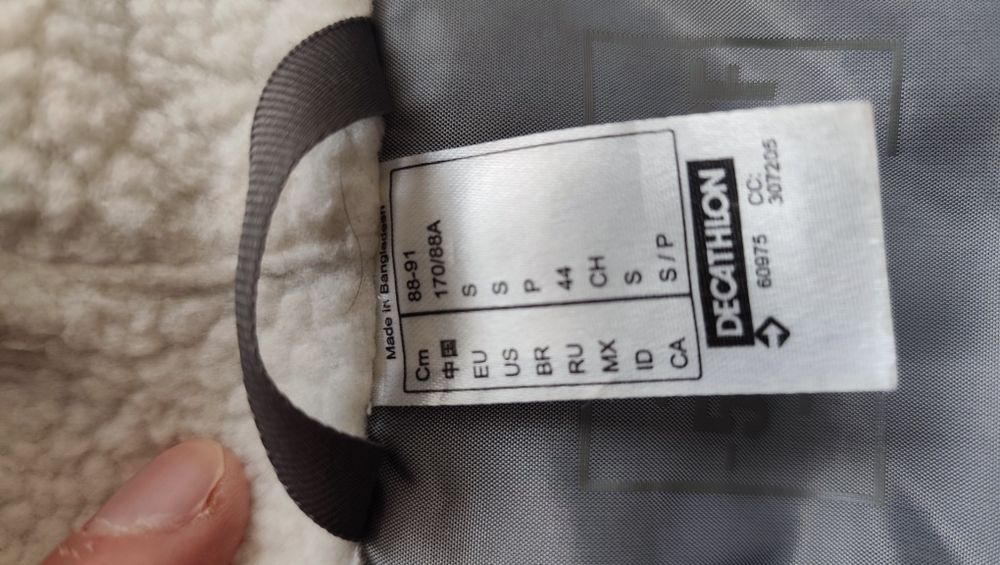 Made in Bangladesh
Cm 88-91
中国 170/88A
EU S
US S
BR P
RU 44
MX CH
ID S
CA S / P
DECATHLON
60975 CC:
307205